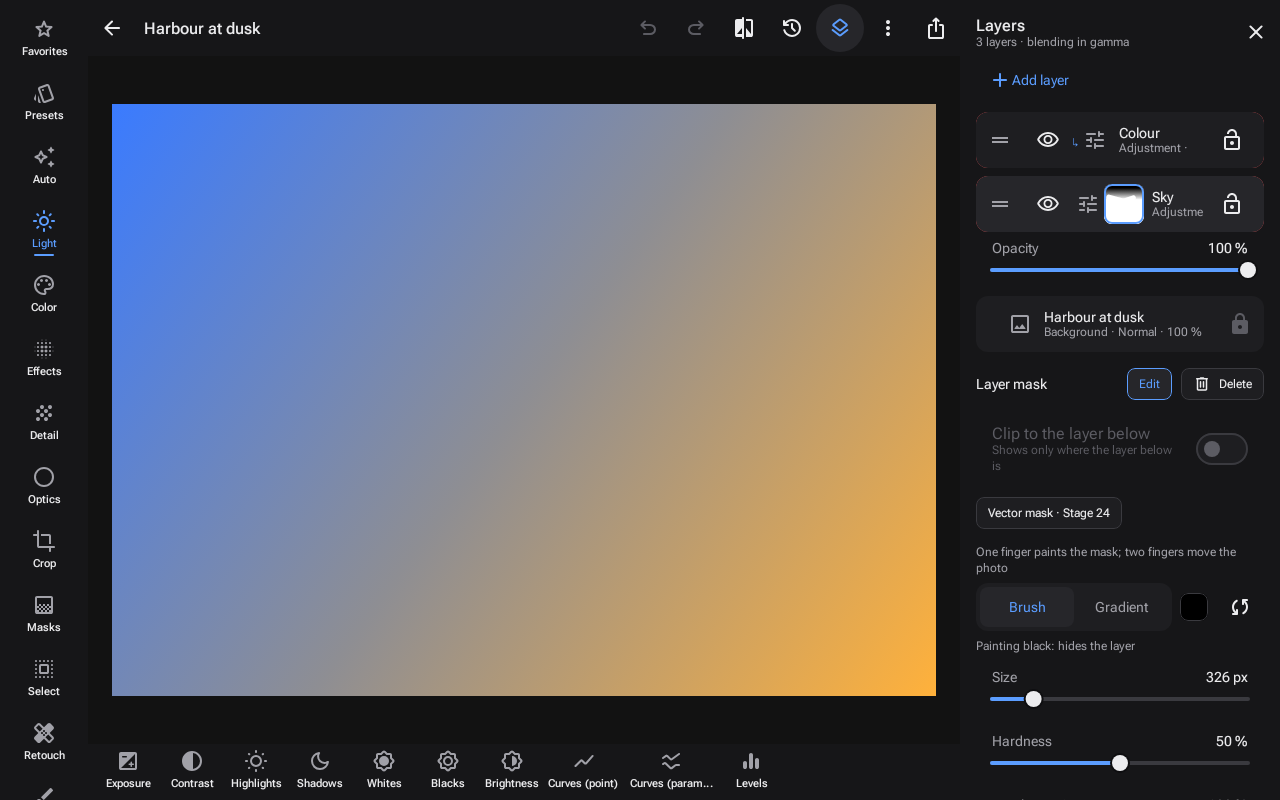 Favorites
Presets
Auto
Light
Color
Effects
Detail
Optics
Crop
Masks
Select
Retouch
Harbour at dusk
Exposure
Contrast
Highlights
Shadows
Whites
Blacks
Brightness
Curves (point)
Curves (param...
Levels
Layers
3 layers · blending in gamma
Add layer
Colour
Adjustment ·
Sky
Adjustme
Opacity
100 %
Harbour at dusk
Background · Normal · 100 %
Layer mask
Edit
Delete
Clip to the layer below
Shows only where the layer below
is
Vector mask · Stage 24
One finger paints the mask; two fingers move the
photo
Brush
Gradient
Painting black: hides the layer
Size
326 px
Hardness
50 %